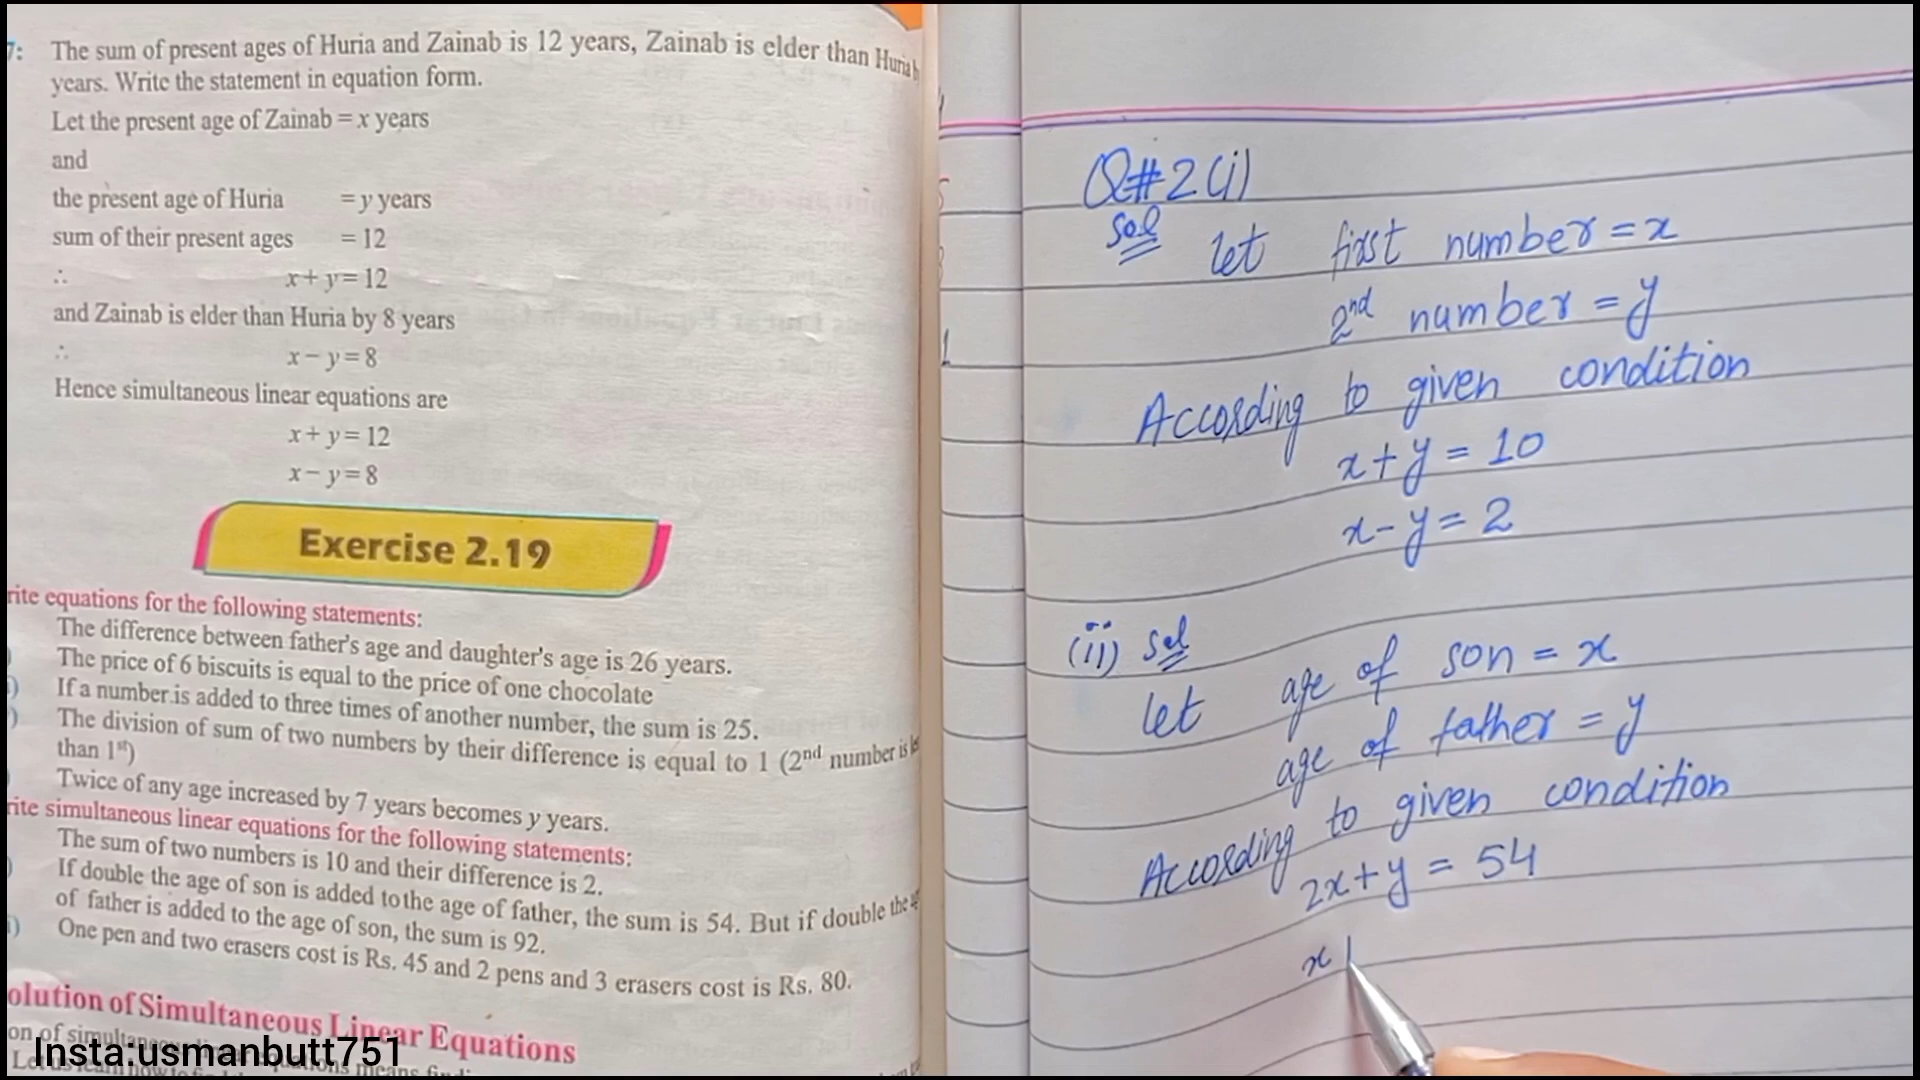 7: The sum of present ages of Huria and Zainab is 12 years, Zainab is elder than Huria b
years. Write the statement in equation form.
Let the present age of Zainab = x years
and
the present age of Huria = y years
sum of their present ages = 12
∴ x + y = 12
and Zainab is elder than Huria by 8 years
∴ x − y = 8
Hence simultaneous linear equations are
x + y = 12
x − y = 8
Exercise 2.19
rite equations for the following statements:
The difference between father's age and daughter's age is 26 years.
) The price of 6 biscuits is equal to the price of one chocolate
) If a number is added to three times of another number, the sum is 25.
) The division of sum of two numbers by their difference is equal to 1 (2nd number is
than 1st)
Twice of any age increased by 7 years becomes y years.
rite simultaneous linear equations for the following statements:
The sum of two numbers is 10 and their difference is 2.
) If double the age of son is added to the age of father, the sum is 54. But if double the
of father is added to the age of son, the sum is 92.
) One pen and two erasers cost is Rs. 45 and 2 pens and 3 erasers cost is Rs. 80.
olution of Simultaneous Linear Equations
on of
Insta:usmanbutt751
Q#2(i)
Sol let first number = x
2nd number = y
According to given condition
x + y = 10
x - y = 2
(ii) Sol
let age of son = x
age of father = y
According to given condition
2x + y = 54
x